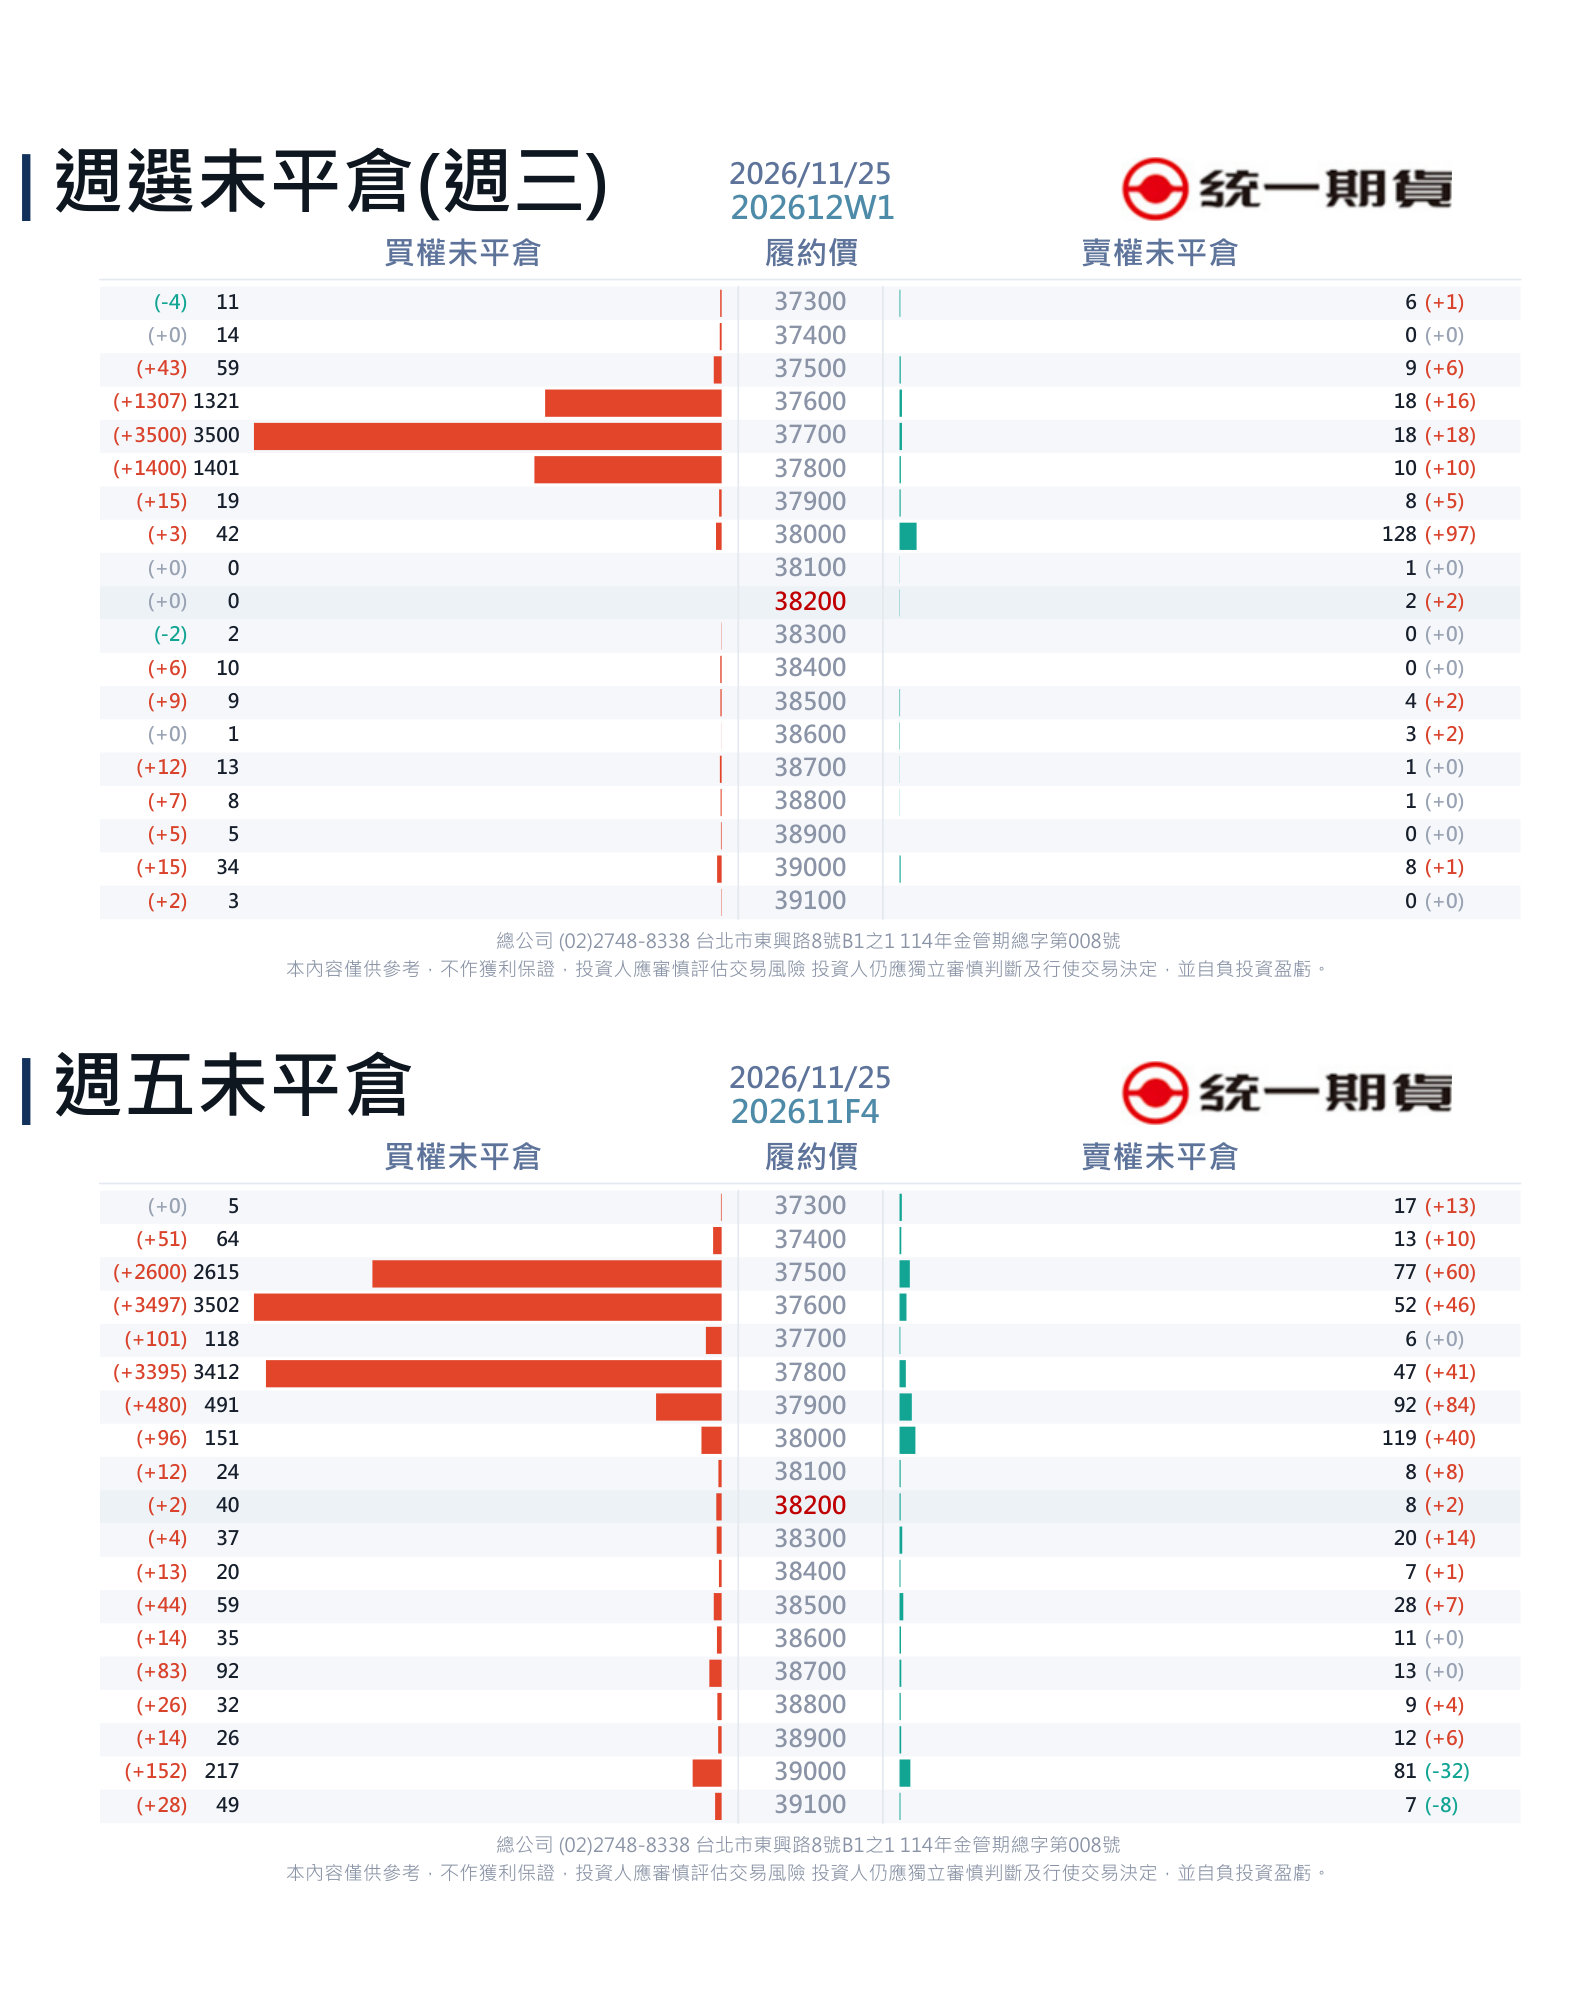 週選未平倉(週三)
2026/11/25
202612W1
統一期貨
買權未平倉 履約價 賣權未平倉
(-4) 11 37300 6 (+1)
(+0) 14 37400 0 (+0)
(+43) 59 37500 9 (+6)
(+1307) 1321 37600 18 (+16)
(+3500) 3500 37700 18 (+18)
(+1400) 1401 37800 10 (+10)
(+15) 19 37900 8 (+5)
(+3) 42 38000 128 (+97)
(+0) 0 38100 1 (+0)
(+0) 0 38200 2 (+2)
(-2) 2 38300 0 (+0)
(+6) 10 38400 0 (+0)
(+9) 9 38500 4 (+2)
(+0) 1 38600 3 (+2)
(+12) 13 38700 1 (+0)
(+7) 8 38800 1 (+0)
(+5) 5 38900 0 (+0)
(+15) 34 39000 8 (+1)
(+2) 3 39100 0 (+0)
總公司 (02)2748-8338 台北市東興路8號B1之1 114年金管期總字第008號
本內容僅供參考．不作獲利保證．投資人應審慎評估交易風險 投資人仍應獨立審慎判斷及行使交易決定．並自負投資盈虧。
週五未平倉
2026/11/25
202611F4
統一期貨
買權未平倉 履約價 賣權未平倉
(+0) 5 37300 17 (+13)
(+51) 64 37400 13 (+10)
(+2600) 2615 37500 77 (+60)
(+3497) 3502 37600 52 (+46)
(+101) 118 37700 6 (+0)
(+3395) 3412 37800 47 (+41)
(+480) 491 37900 92 (+84)
(+96) 151 38000 119 (+40)
(+12) 24 38100 8 (+8)
(+2) 40 38200 8 (+2)
(+4) 37 38300 20 (+14)
(+13) 20 38400 7 (+1)
(+44) 59 38500 28 (+7)
(+14) 35 38600 11 (+0)
(+83) 92 38700 13 (+0)
(+26) 32 38800 9 (+4)
(+14) 26 38900 12 (+6)
(+152) 217 39000 81 (-32)
(+28) 49 39100 7 (-8)
總公司 (02)2748-8338 台北市東興路8號B1之1 114年金管期總字第008號
本內容僅供參考．不作獲利保證．投資人應審慎評估交易風險 投資人仍應獨立審慎判斷及行使交易決定．並自負投資盈虧。